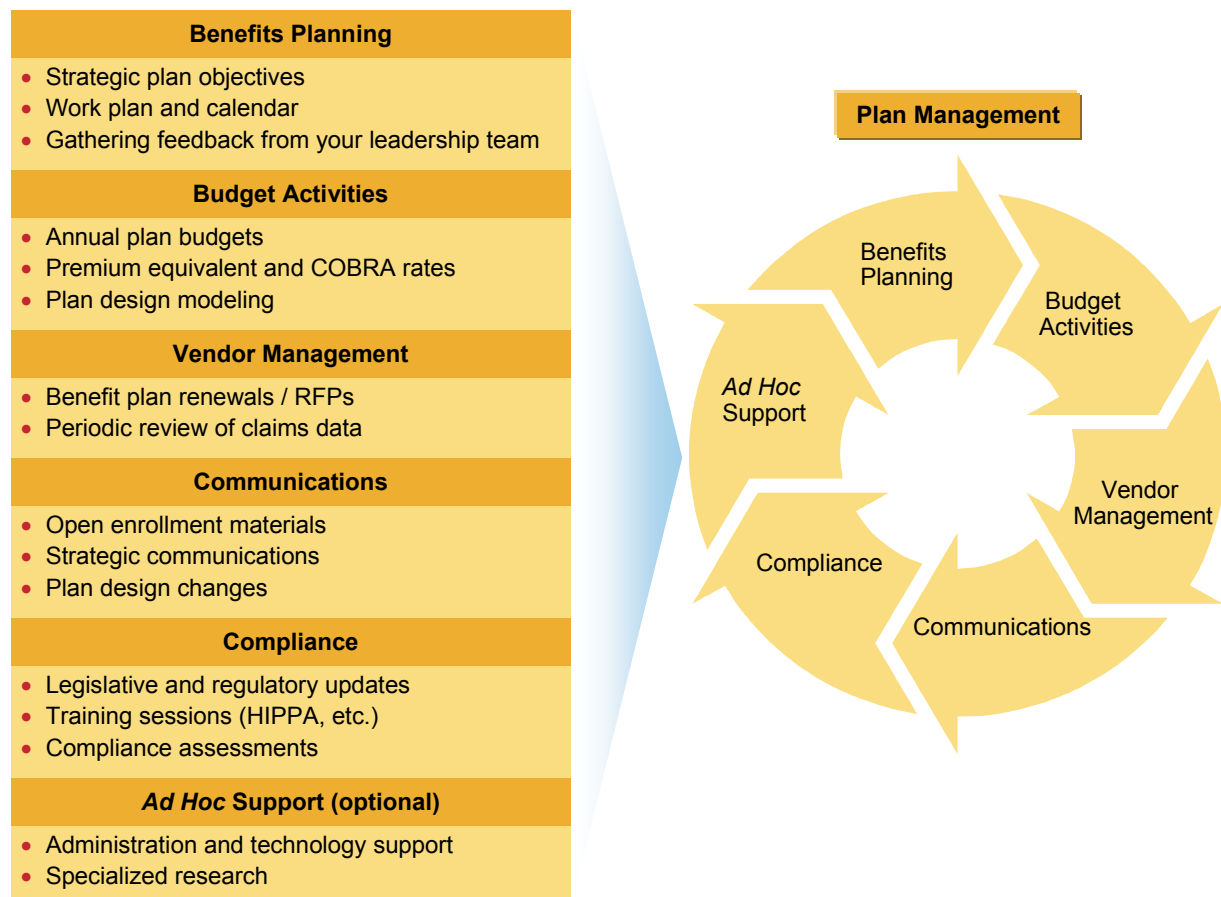 Benefits Planning
• Strategic plan objectives
• Work plan and calendar
• Gathering feedback from your leadership team
Budget Activities
• Annual plan budgets
• Premium equivalent and COBRA rates
• Plan design modeling
Vendor Management
• Benefit plan renewals / RFPs
• Periodic review of claims data
Communications
• Open enrollment materials
• Strategic communications
• Plan design changes
Compliance
• Legislative and regulatory updates
• Training sessions (HIPPA, etc.)
• Compliance assessments
Ad Hoc Support (optional)
• Administration and technology support
• Specialized research
Plan Management
Benefits
Planning
Budget
Activities
Vendor
Management
Communications
Compliance
Ad Hoc
Support